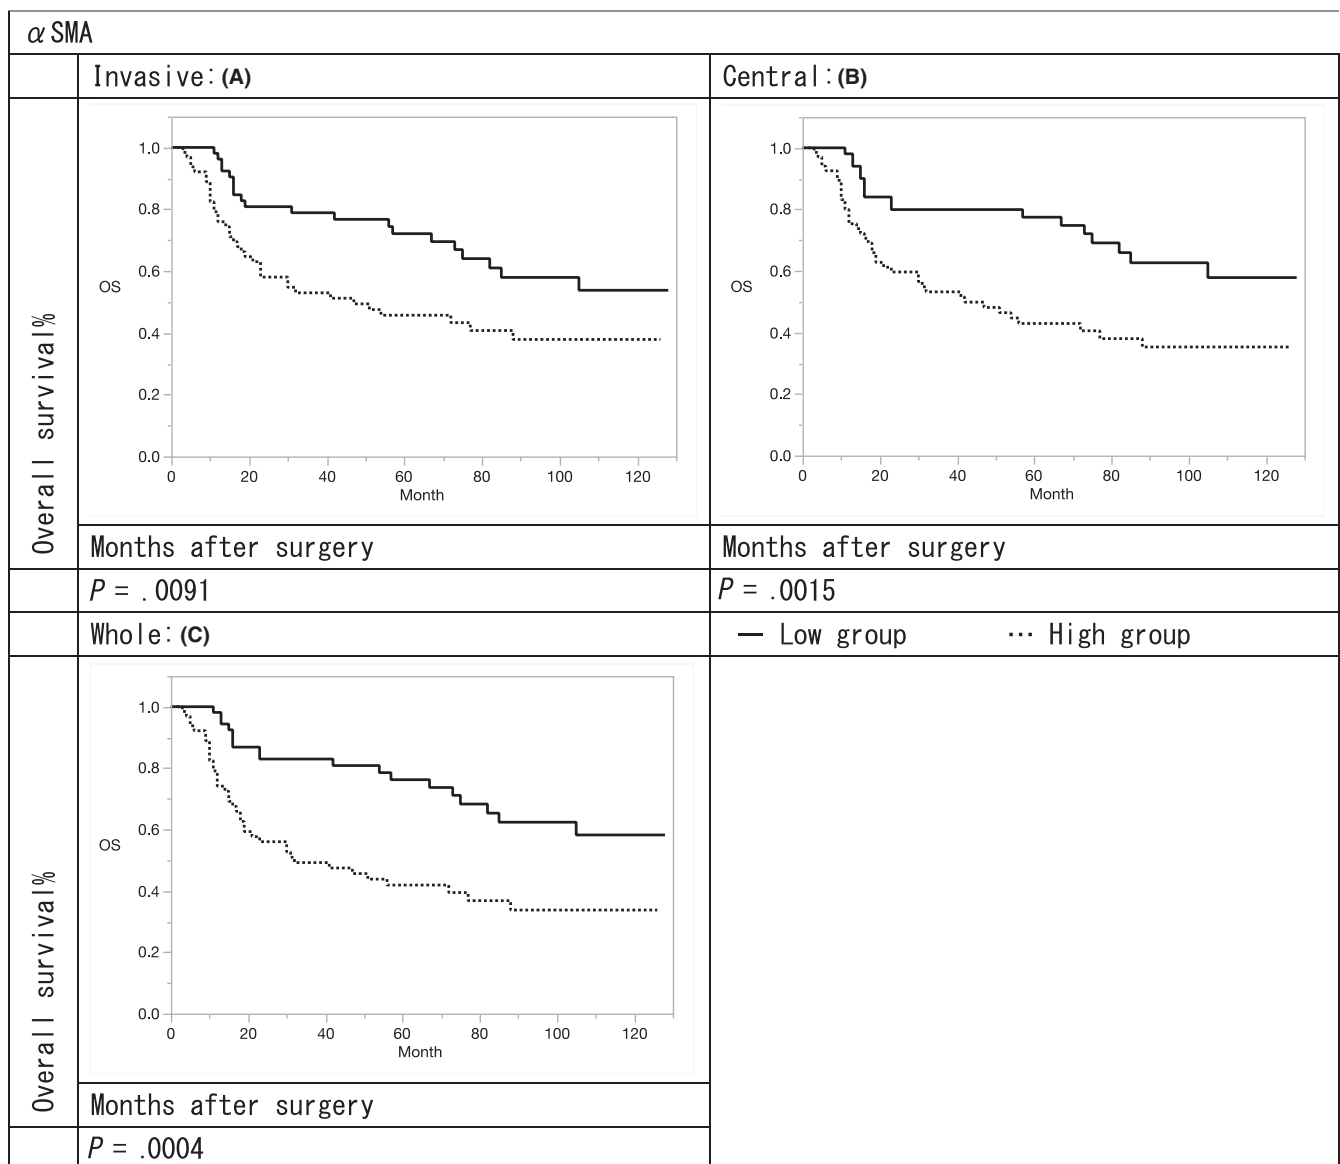 α SMA
Invasive: (A)
Central: (B)
Overall survival%
1.0
0.8
0.6
OS
0.4
0.2
0.0
0 20 40 60 80 100 120
Month
1.0
0.8
0.6
OS
0.4
0.2
0.0
0 20 40 60 80 100 120
Month
Months after surgery
Months after surgery
P = .0091
P = .0015
Whole: (C)
Low group
High group
Overall survival%
1.0
0.8
0.6
OS
0.4
0.2
0.0
0 20 40 60 80 100 120
Month
Months after surgery
P = .0004